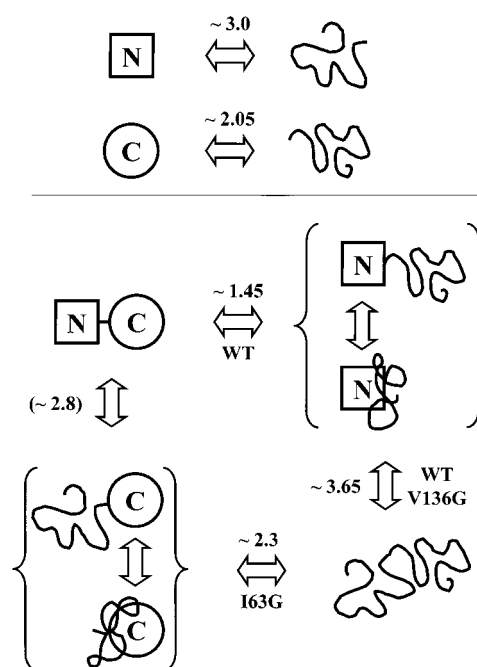 ~ 3.0
N
~ 2.05
C
N
~ 1.45
N C
WT
N
(~ 2.8)
~ 3.65 WT
V136G
C
~ 2.3
C
I63G